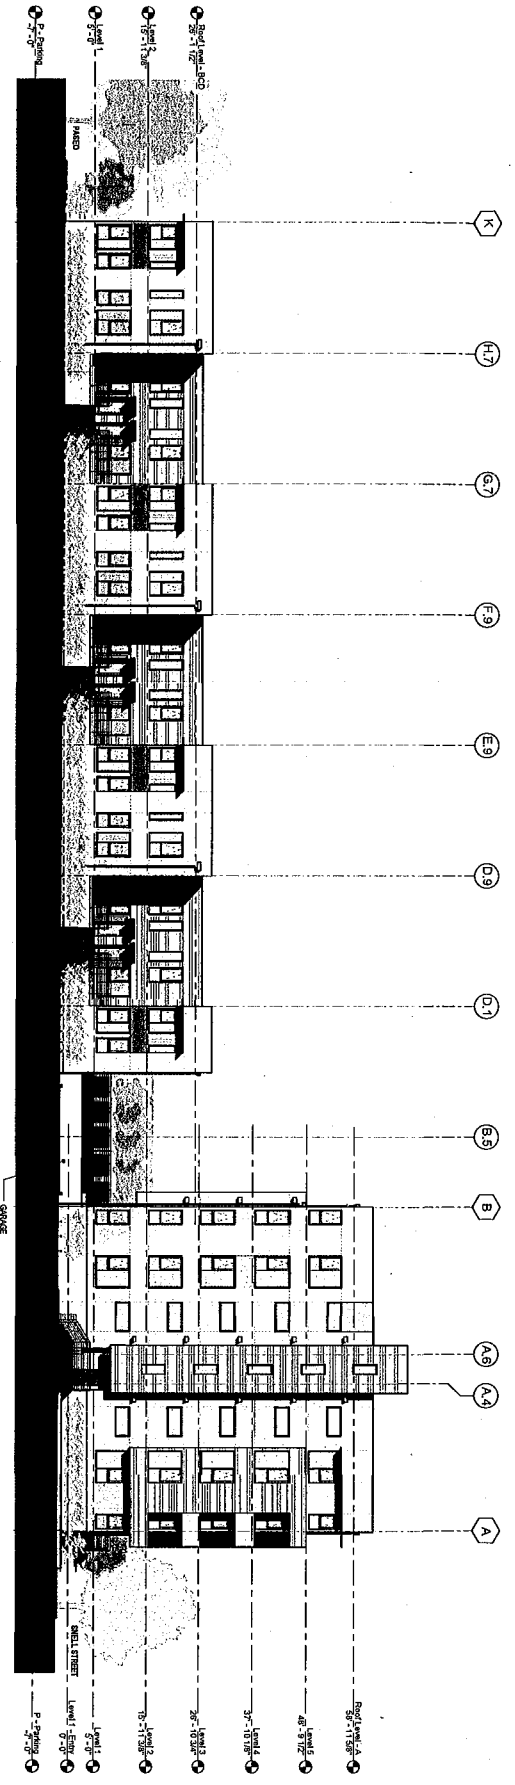 K
H.7
G.7
F.9
E.9
D.9
D.1
B.5
B
A.6
A.4
A
Roof Level - BCD
26' - 1 1/2"
Level 2
15' - 11 3/8"
Level 1
5' - 0"
P - Parking
-7' - 0"
Roof Level - A
58' - 11 5/8"
Level 5
48' - 9 1/2"
Level 4
37' - 10 1/8"
Level 3
26' - 10 3/4"
Level 2
15' - 11 3/8"
Level 1
5' - 0"
Level 1 - Entry
0' - 0"
P - Parking
-7' - 0"
SNELL STREET
GARAGE